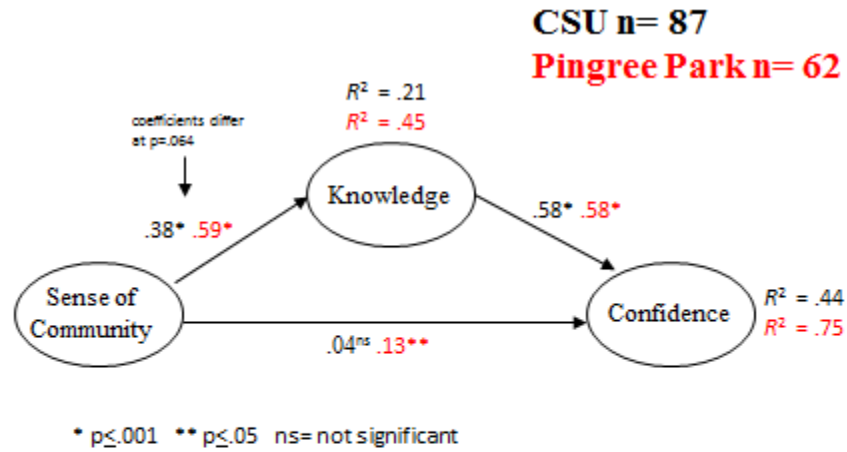 CSU n= 87
Pingree Park n= 62
R² = .21
R² = .45
coefficients differ
at p=.064
Knowledge
.38* .59*
.58* .58*
Sense of
Community
Confidence
R² = .44
R² = .75
.04ⁿˢ .13**
* p≤.001 ** p≤.05 ns= not significant